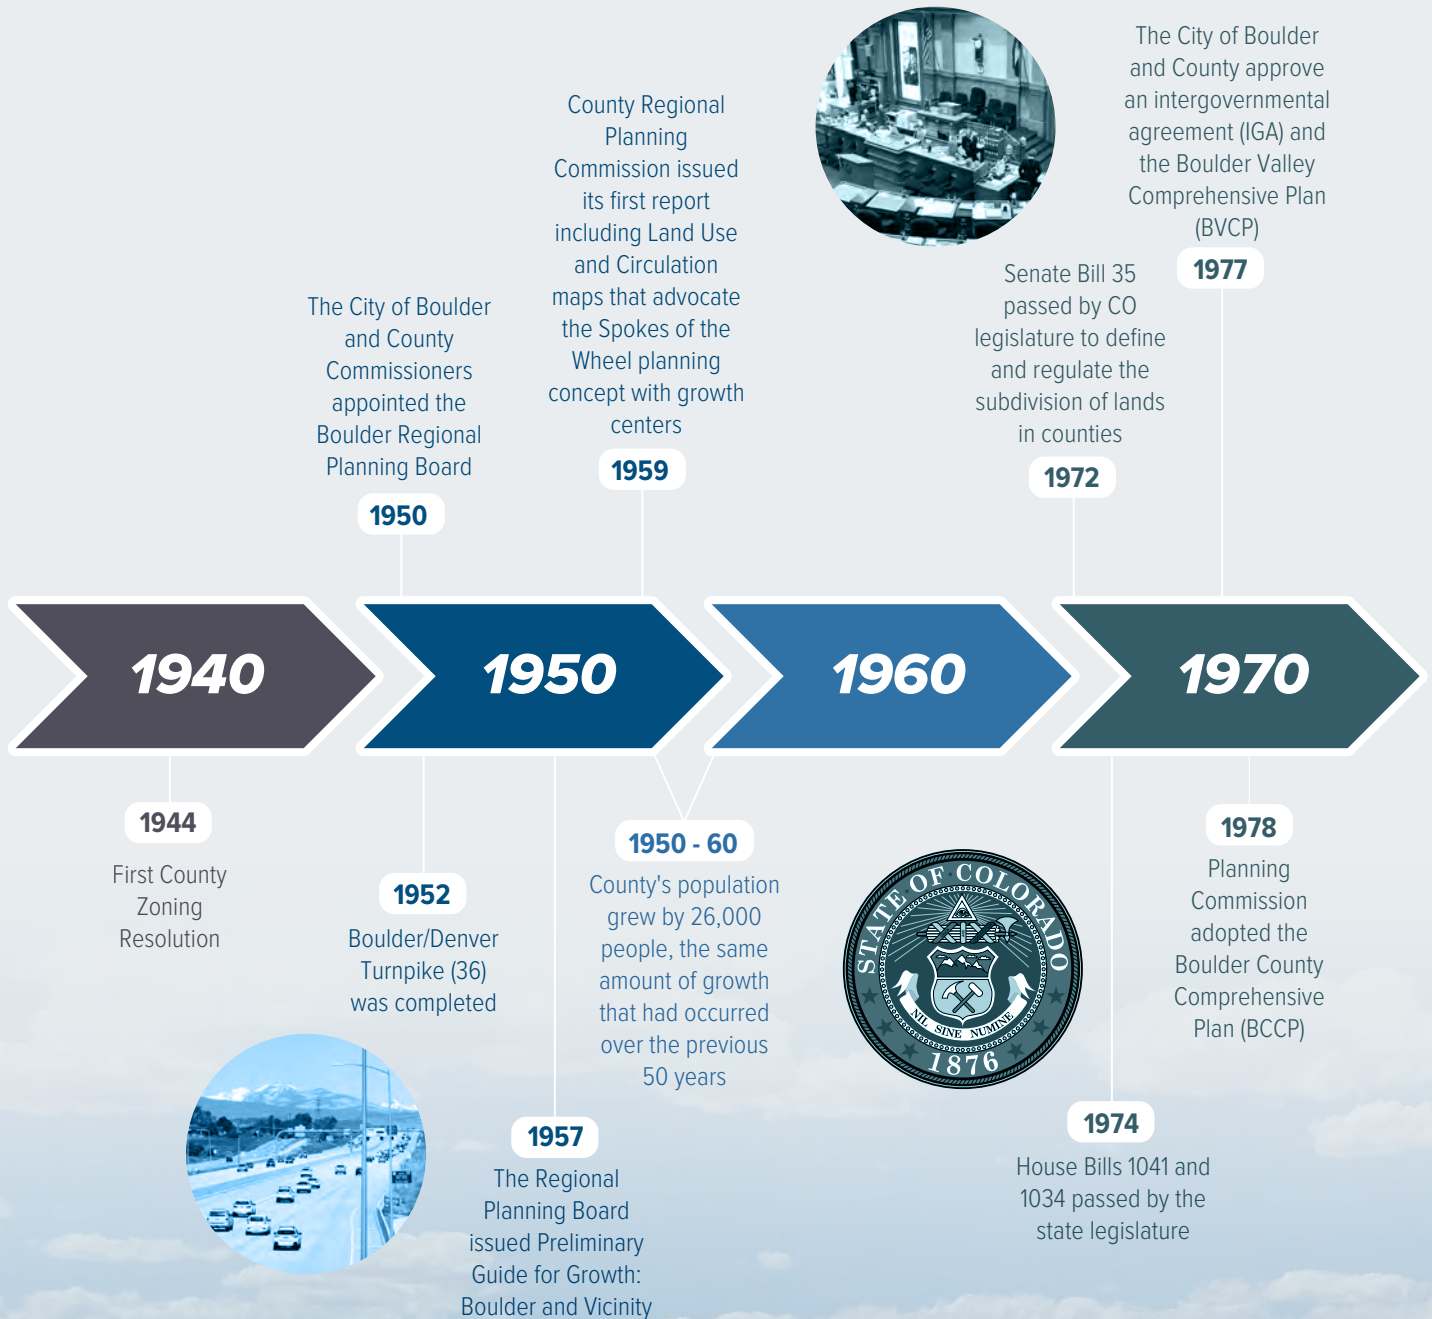 The City of Boulder
and County approve
an intergovernmental
agreement (IGA) and
the Boulder Valley
Comprehensive Plan
(BVCP)
1977
County Regional
Planning
Commission issued
its first report
including Land Use
and Circulation
maps that advocate
the Spokes of the
Wheel planning
concept with growth
centers
1959
Senate Bill 35
passed by CO
legislature to define
and regulate the
subdivision of lands
in counties
1972
The City of Boulder
and County
Commissioners
appointed the
Boulder Regional
Planning Board
1950
1940
1950
1960
1970
1944
First County
Zoning
Resolution
1952
Boulder/Denver
Turnpike (36)
was completed
1957
The Regional
Planning Board
issued Preliminary
Guide for Growth:
Boulder and Vicinity
1950 - 60
County's population
grew by 26,000
people, the same
amount of growth
that had occurred
over the previous
50 years
STATE OF COLORADO
NIL SINE NUMINE
1876
1974
House Bills 1041 and
1034 passed by the
state legislature
1978
Planning
Commission
adopted the
Boulder County
Comprehensive
Plan (BCCP)